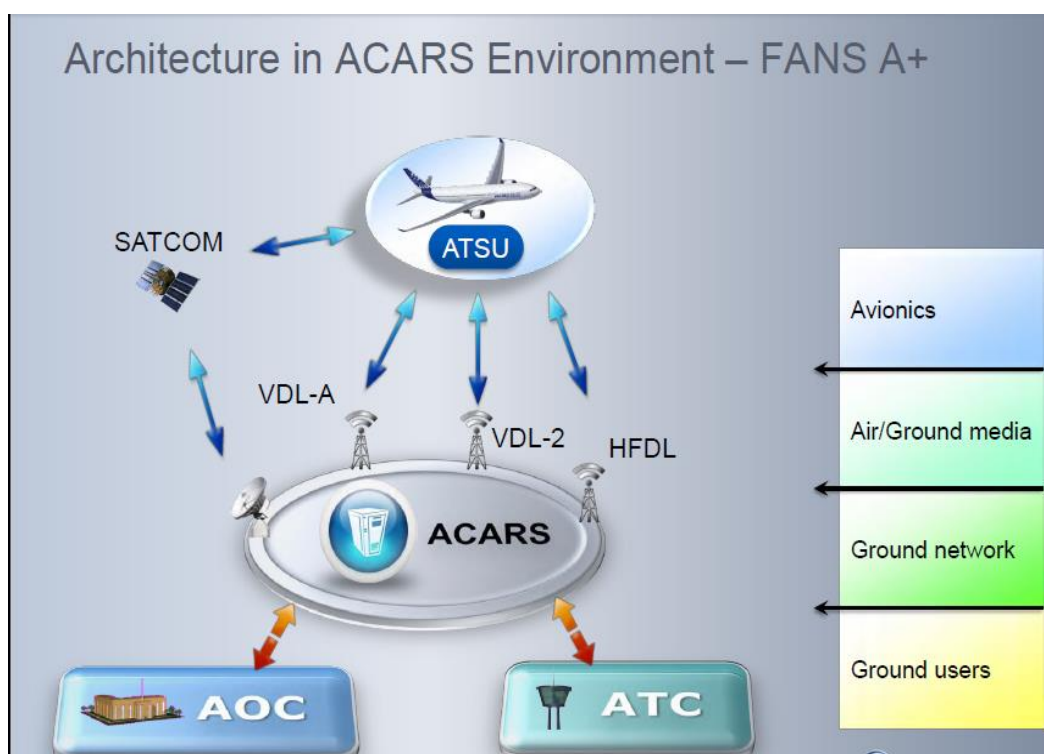 Architecture in ACARS Environment – FANS A+
SATCOM
ATSU
Avionics
VDL-A
VDL-2
HFDL
Air/Ground media
ACARS
Ground network
AOC
ATC
Ground users